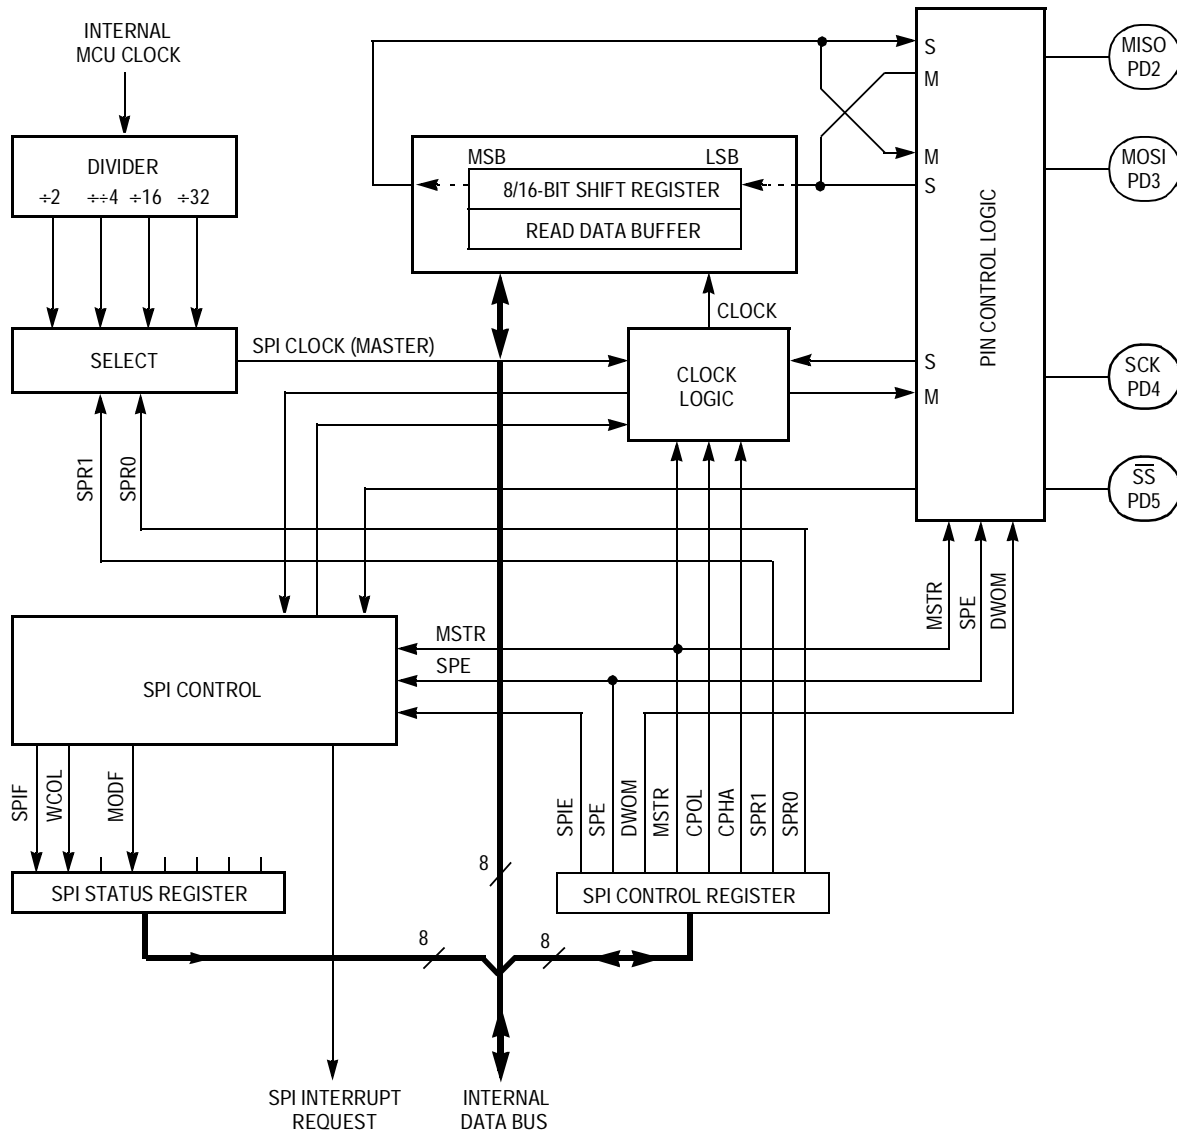 INTERNAL
MCU CLOCK
DIVIDER
÷2 ÷÷4 ÷16 ÷32
SELECT
SPI CLOCK (MASTER)
SPR1
SPR0
MSB
LSB
8/16-BIT SHIFT REGISTER
READ DATA BUFFER
CLOCK
CLOCK
LOGIC
S
M
M
S
S
M
PIN CONTROL LOGIC
MISO
PD2
MOSI
PD3
SCK
PD4
SS
PD5
MSTR
SPE
DWOM
MSTR
SPE
SPI CONTROL
SPIF
WCOL
MODF
SPI STATUS REGISTER
SPIE
SPE
DWOM
MSTR
CPOL
CPHA
SPR1
SPR0
SPI CONTROL REGISTER
8
8
8
SPI INTERRUPT
REQUEST
INTERNAL
DATA BUS